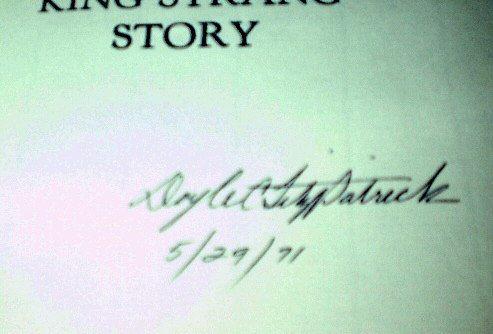 KING STRANG
STORY
Doyle C Fitzpatrick
5/29/71